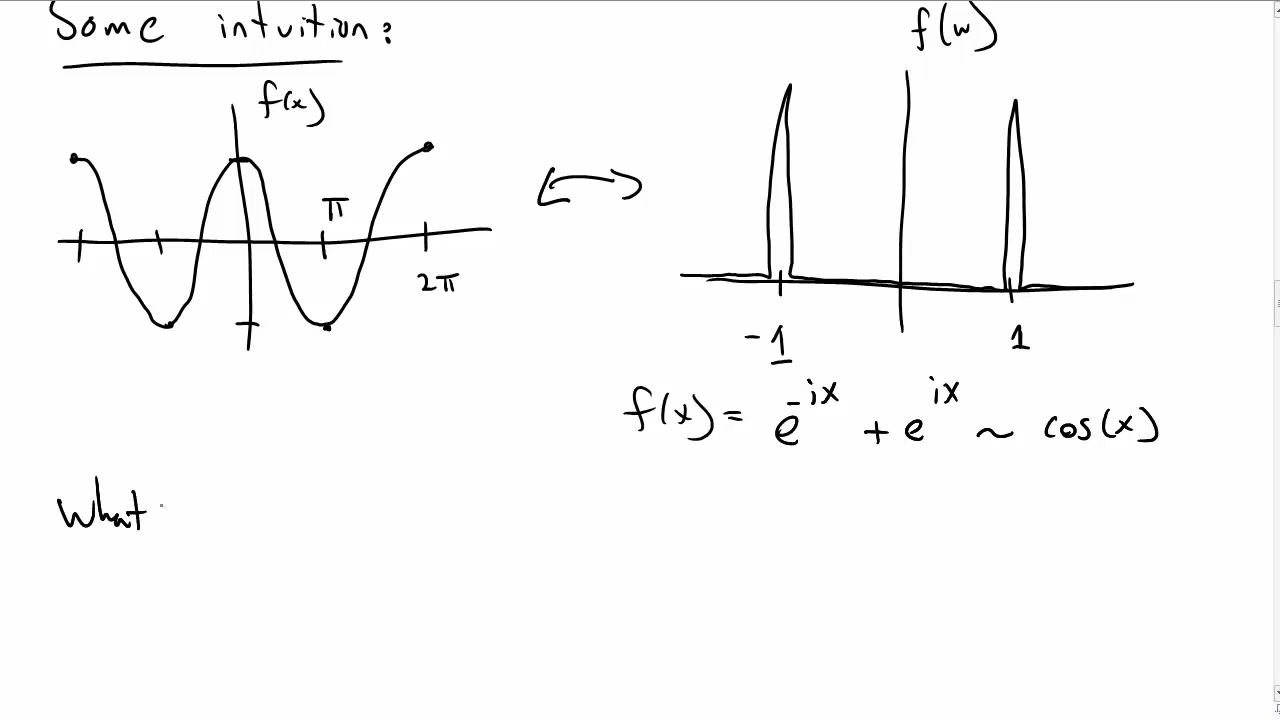 Some intuition:
f(x)
π
2π
f(w)
-1
1
f(x) = e^{-ix} + e^{ix} ~ cos(x)
What